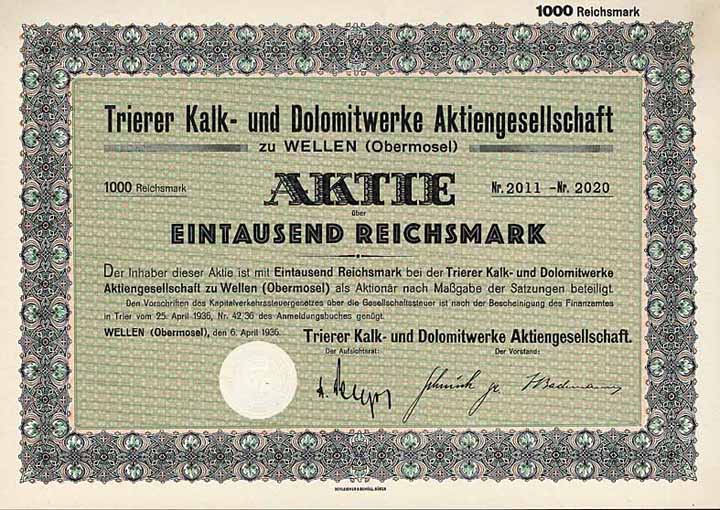 1000 Reichsmark
Trierer Kalk- und Dolomitwerke Aktiengesellschaft
zu WELLEN (Obermosel)
1000 Reichsmark AKTIE Nr. 2011 -Nr. 2020
über
EINTAUSEND REICHSMARK
Der Inhaber dieser Aktie ist mit Eintausend Reichsmark bei der Trierer Kalk- und Dolomitwerke
Aktiengesellschaft zu Wellen (Obermosel) als Aktionär nach Maßgabe der Satzungen beteiligt.
Den Vorschriften des Kapitalverkehrssteuergesetzes über die Gesellschaftssteuer ist nach der Bescheinigung des Finanzamtes
in Trier vom 25. April 1936, Nr. 42/36 des Anmeldungsbuches genügt.
WELLEN (Obermosel), den 6. April 1936.
Trierer Kalk- und Dolomitwerke Aktiengesellschaft.
Der Aufsichtsrat: Der Vorstand: